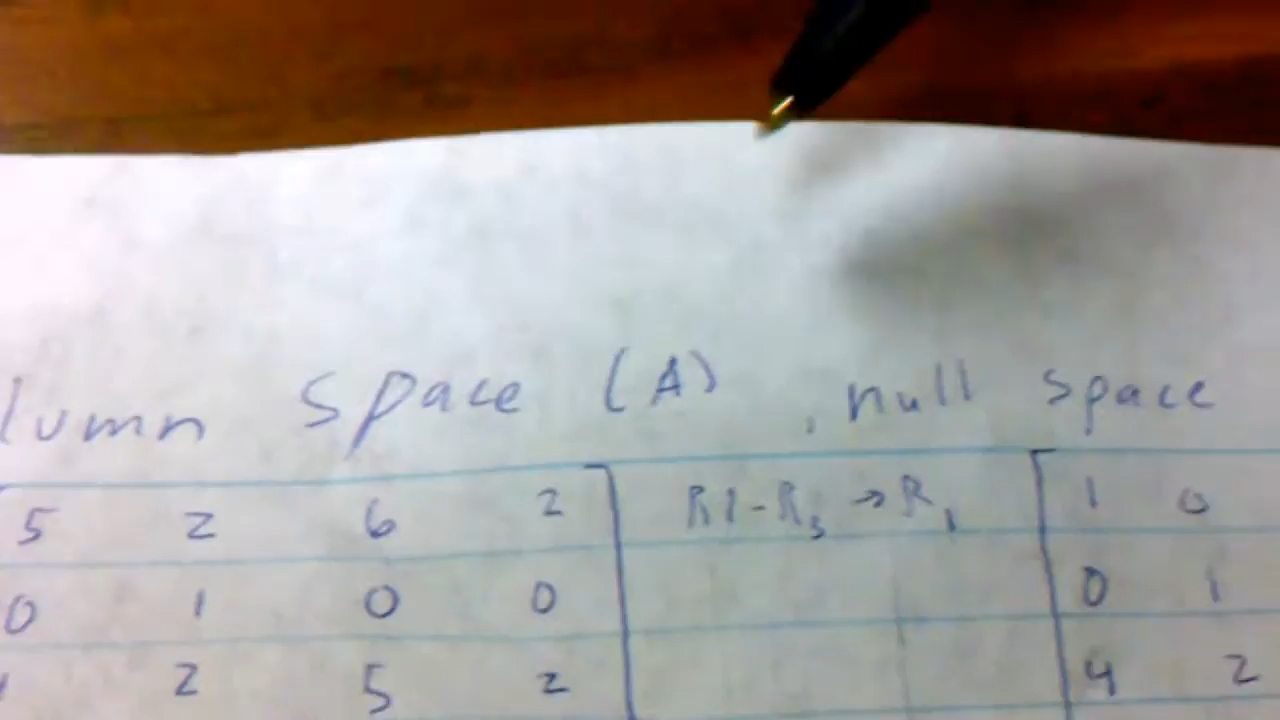 lumn space (A) , null space
5 2 6 2 R1-R3 → R1 1 0
0 1 0 0 0 1
2 5 2 4 2